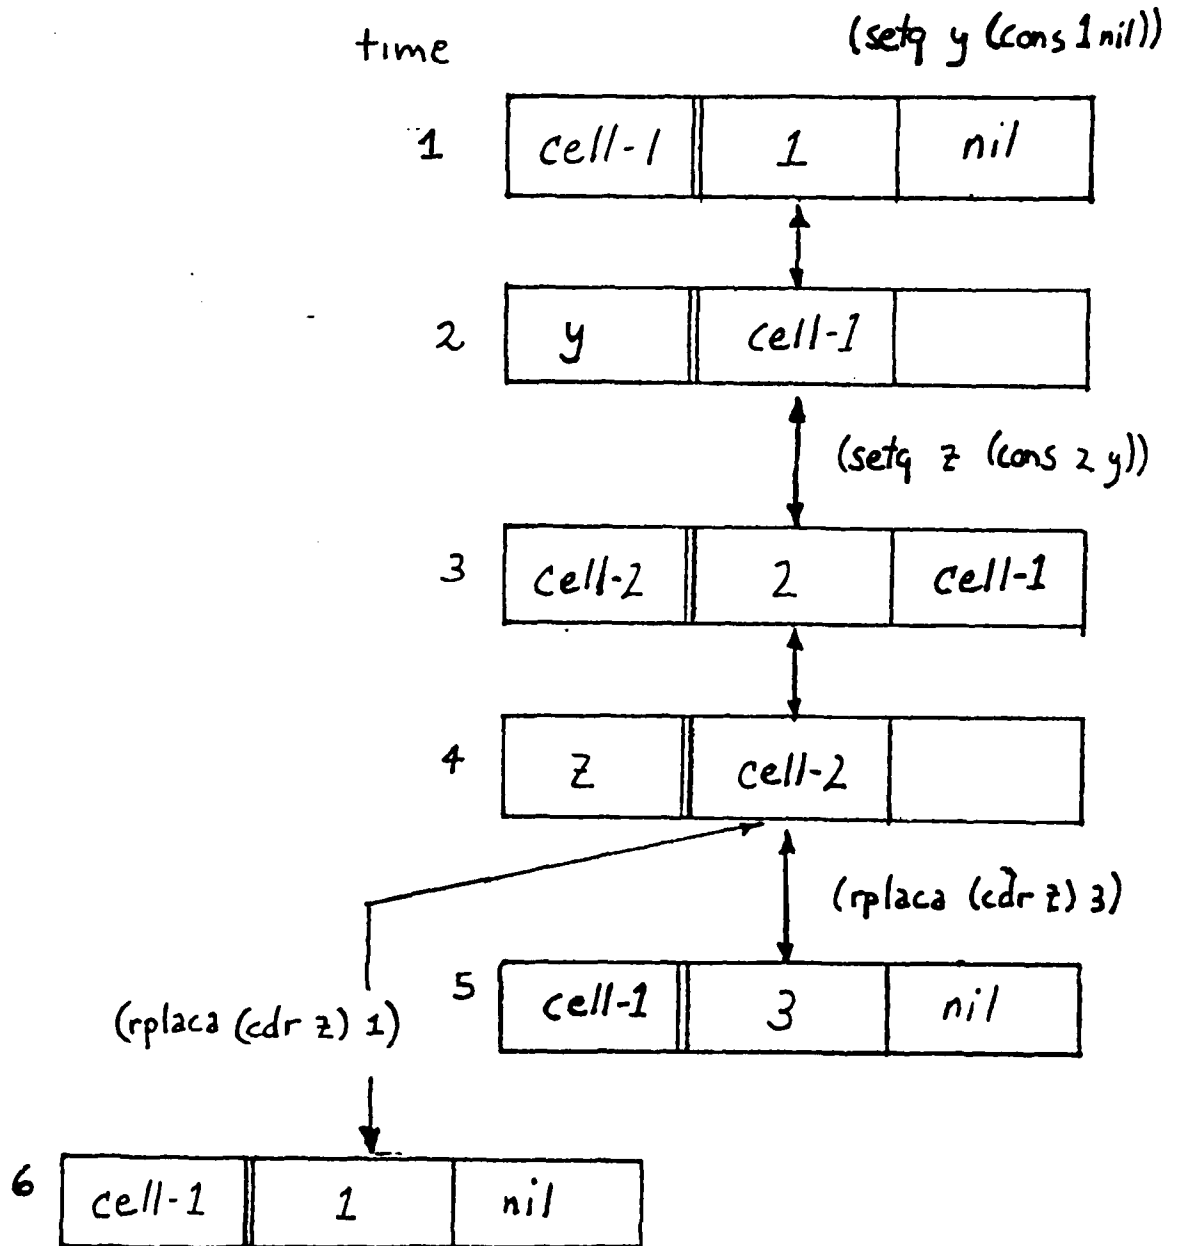 time (setq y (cons 1 nil))
1 cell-1 1 nil
2 y cell-1
(setq z (cons 2 y))
3 cell-2 2 cell-1
4 z cell-2
(rplaca (cdr z) 3)
5 cell-1 3 nil
(rplaca (cdr z) 1)
6 cell-1 1 nil